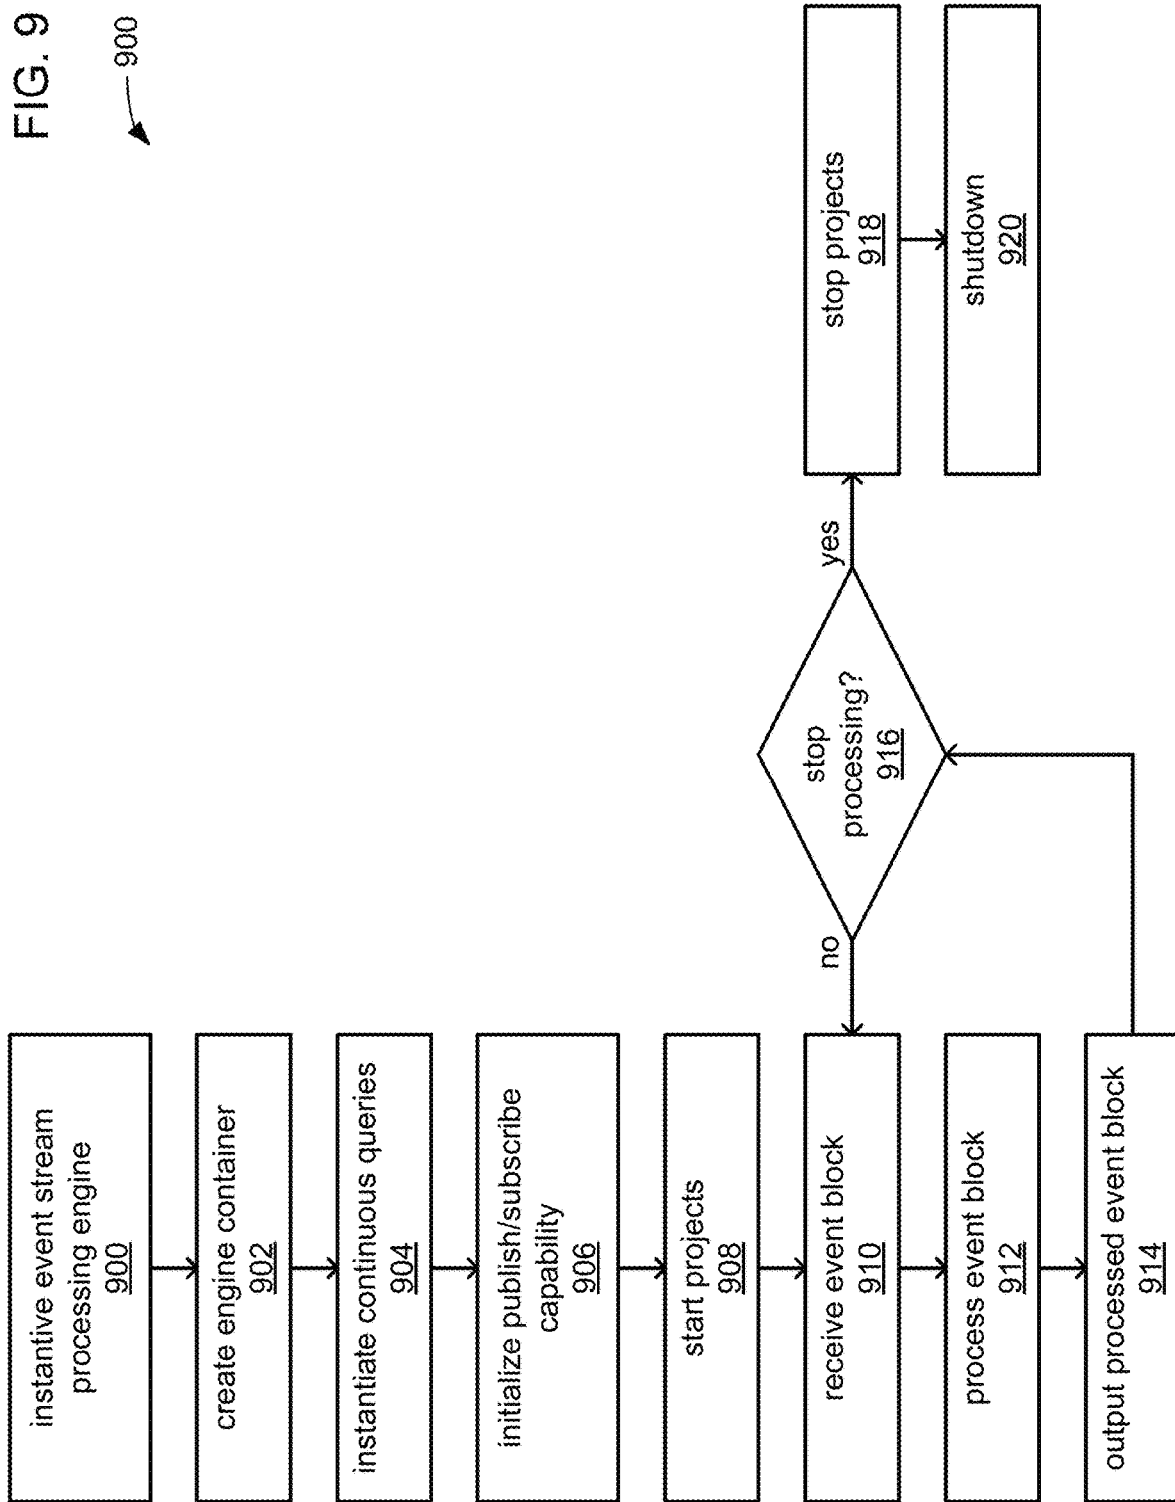 FIG. 9
900
instantive event stream
processing engine
900
create engine container
902
instantiate continuous queries
904
initialize publish/subscribe
capability
906
start projects
908
receive event block
910
process event block
912
output processed event block
914
no
stop
processing?
916
yes
stop projects
918
shutdown
920